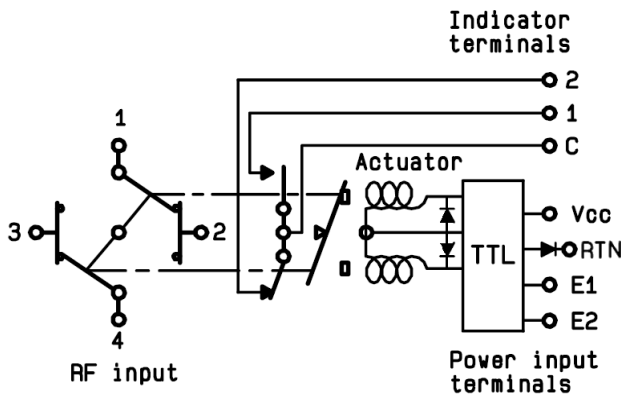 Indicator
terminals
2
1
C
1
Actuator
3
2
TTL
Vcc
RTN
E1
E2
4
RF input
Power input
terminals